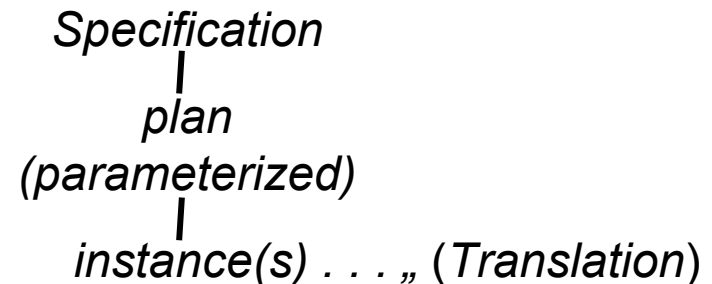 Specification
plan
(parameterized)
instance(s) . . . „ (Translation)